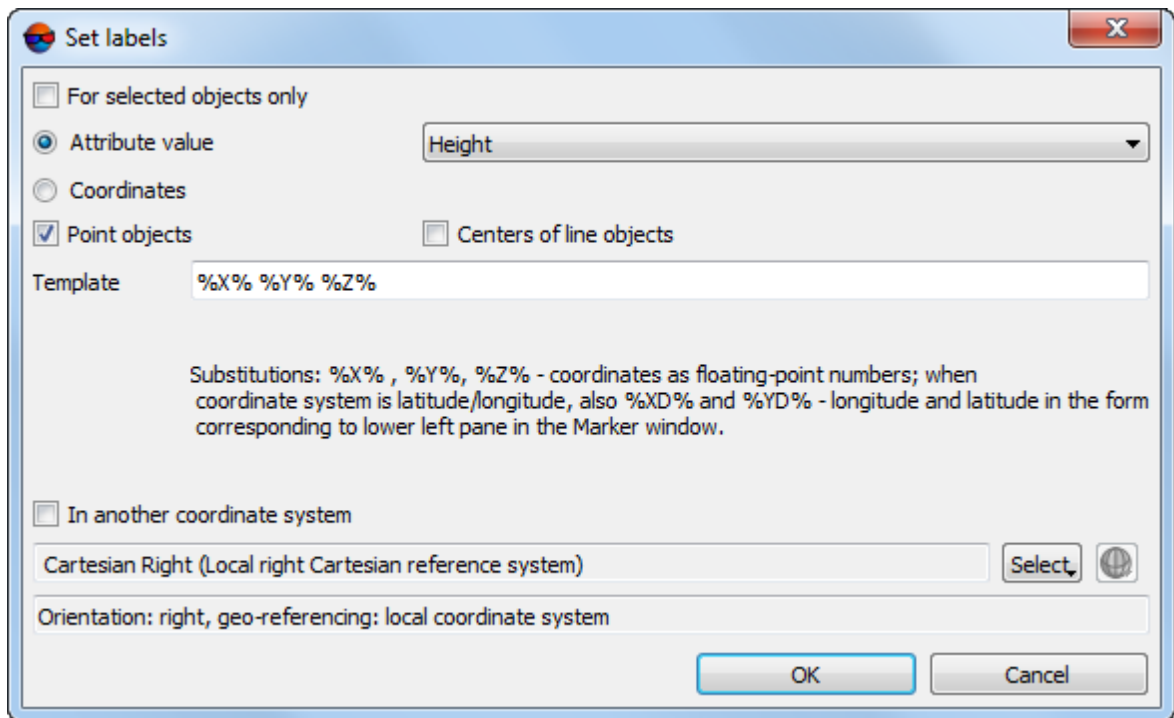 Set labels
For selected objects only
Attribute value
Height
Coordinates
Point objects
Centers of line objects
Template
%X% %Y% %Z%
Substitutions: %X% , %Y%, %Z% - coordinates as floating-point numbers; when
coordinate system is latitude/longitude, also %XD% and %YD% - longitude and latitude in the form
corresponding to lower left pane in the Marker window.
In another coordinate system
Cartesian Right (Local right Cartesian reference system)
Select
Orientation: right, geo-referencing: local coordinate system
OK
Cancel